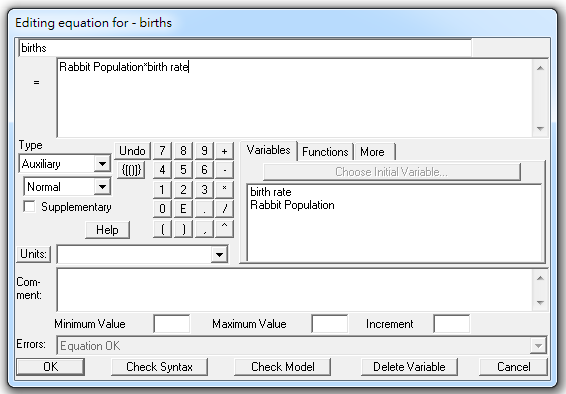 Editing equation for - births
births
= Rabbit Population*birth rate
Type
Auxiliary
Normal
Supplementary
Help
Undo 7 8 9 +
{[()]} 4 5 6 -
1 2 3 *
0 E . /
( ) , ^
Variables Functions More
Choose Initial Variable...
birth rate
Rabbit Population
Units:
Com-
ment:
Minimum Value Maximum Value Increment
Errors: Equation OK
OK Check Syntax Check Model Delete Variable Cancel